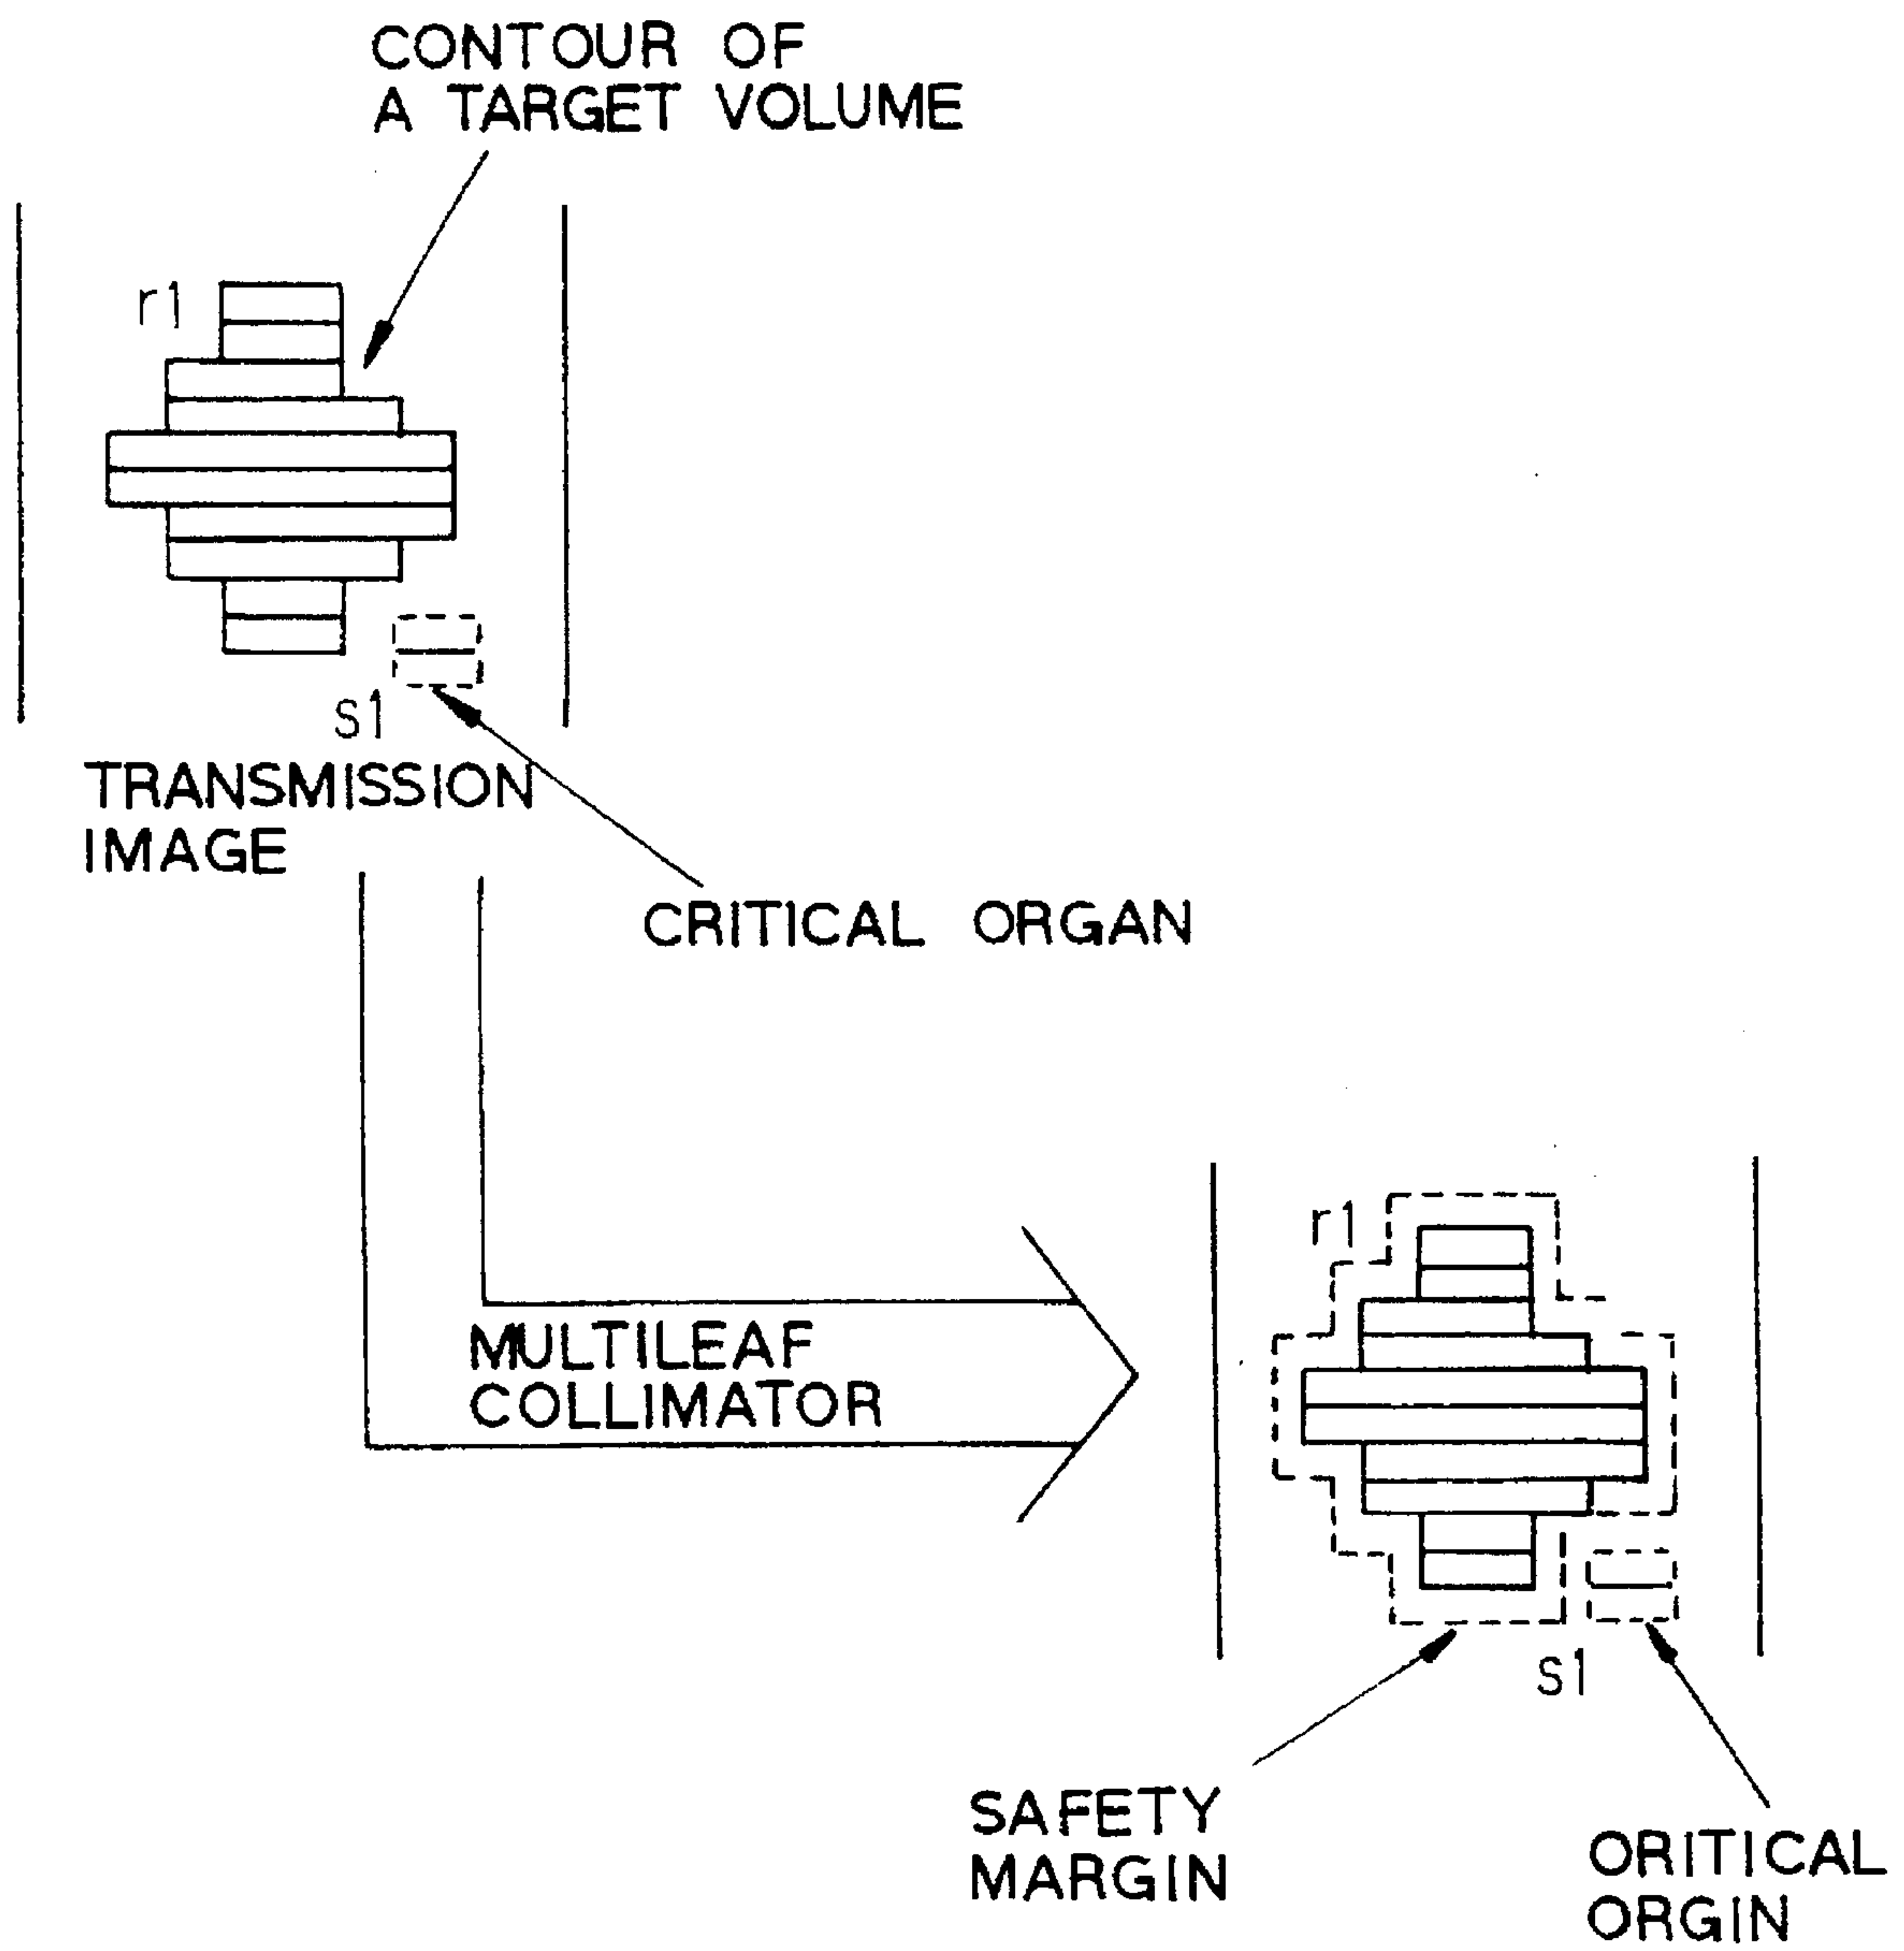 CONTOUR OF
A TARGET VOLUME
r1
s1
TRANSMISSION
IMAGE
CRITICAL ORGAN
MULTILEAF
COLLIMATOR
r1
s1
SAFETY
MARGIN
ORITICAL
ORGIN